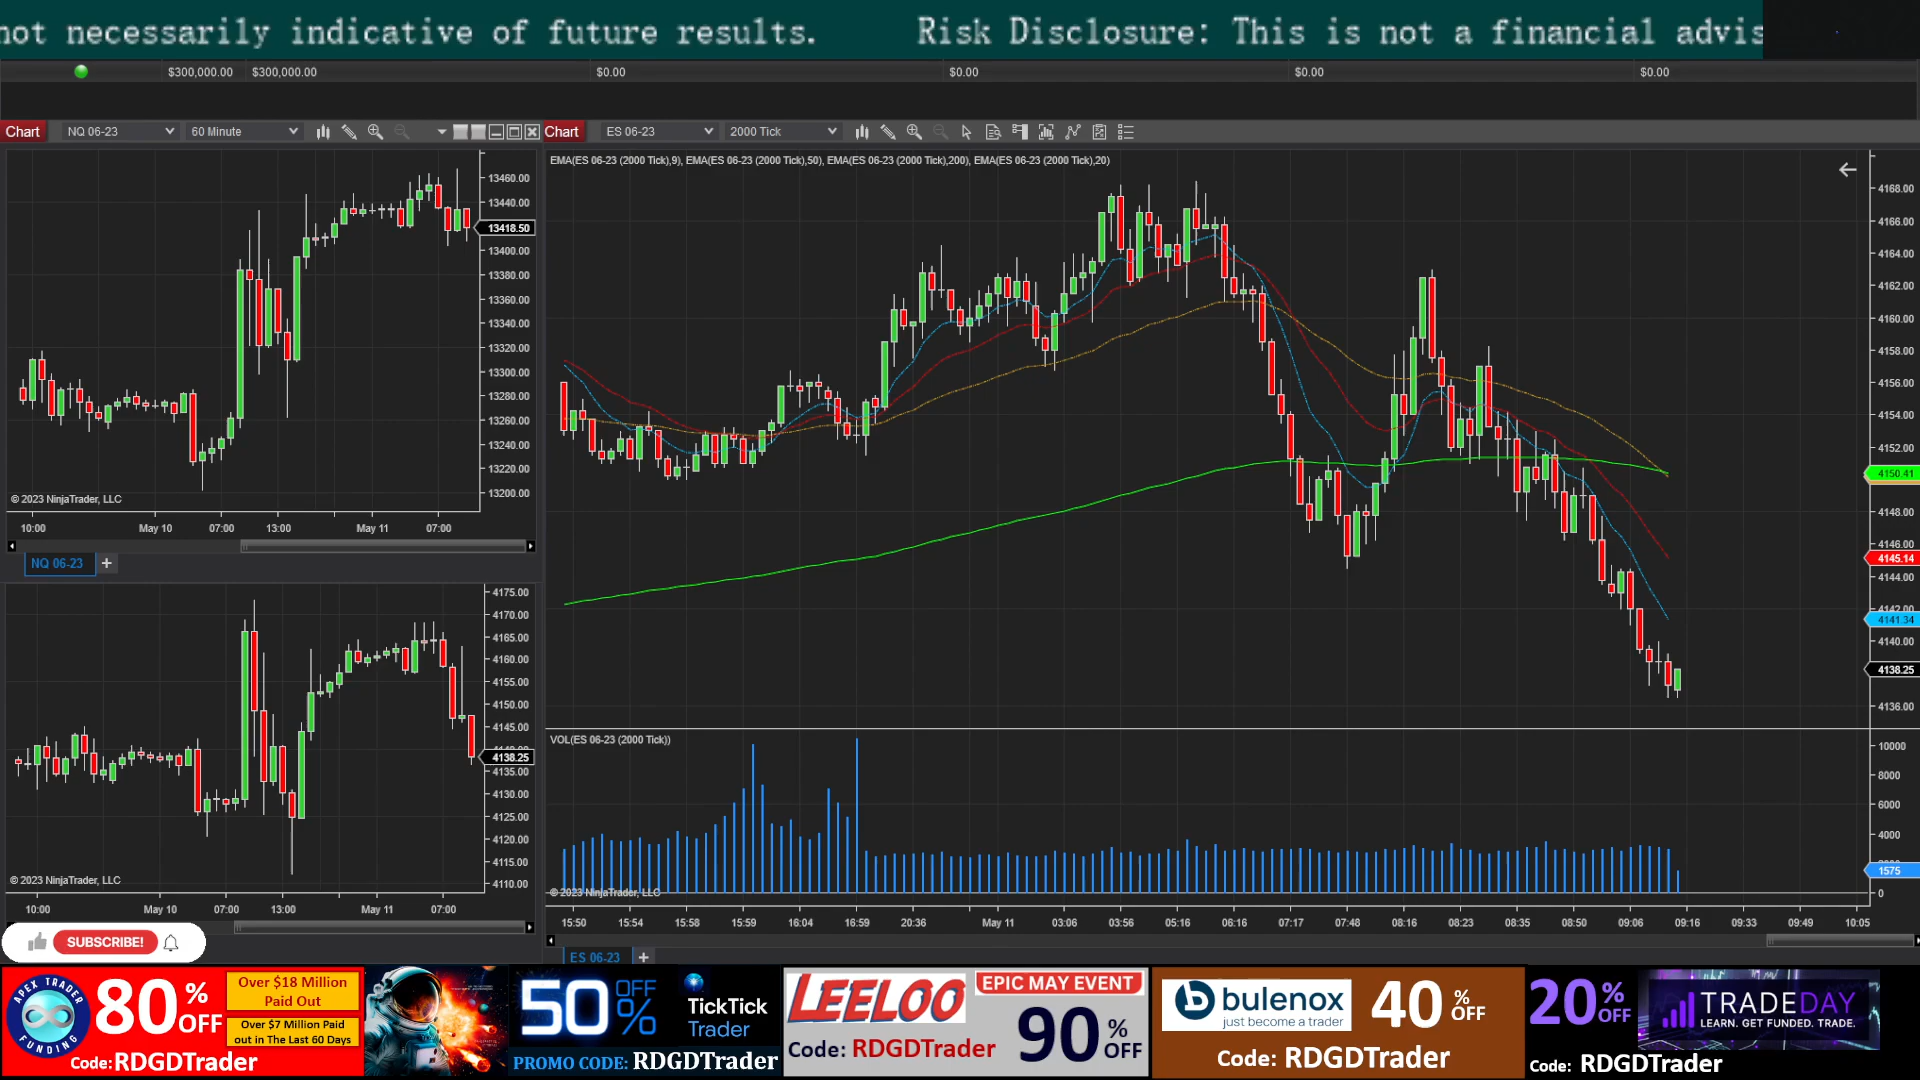 not necessarily indicative of future results. Risk Disclosure: This is not a financial advis
$300,000.00 $300,000.00 $0.00 $0.00 $0.00 $0.00
Chart NQ 06-23 60 Minute
Chart ES 06-23 2000 Tick
13460.00
13440.00
13418.50
13400.00
13380.00
13360.00
13340.00
13320.00
13300.00
13280.00
13260.00
13240.00
13220.00
13200.00
© 2023 NinjaTrader, LLC
10:00 May 10 07:00 13:00 May 11 07:00
NQ 06-23 +
4175.00
4170.00
4165.00
4160.00
4155.00
4150.00
4145.00
4138.25
4135.00
4130.00
4125.00
4120.00
4115.00
4110.00
© 2023 NinjaTrader, LLC
10:00 May 10 07:00 13:00 May 11 07:00
EMA(ES 06-23 (2000 Tick),9), EMA(ES 06-23 (2000 Tick),50), EMA(ES 06-23 (2000 Tick),200), EMA(ES 06-23 (2000 Tick),20)
4168.00
4166.00
4164.00
4162.00
4160.00
4158.00
4156.00
4154.00
4152.00
4150.41
4148.00
4146.00
4145.14
4144.00
4142.00
4141.34
4140.00
4138.25
4136.00
VOL(ES 06-23 (2000 Tick))
10000
8000
6000
4000
1575
0
© 2023 NinjaTrader, LLC
15:50 15:54 15:58 15:59 16:04 16:59 20:36 May 11 03:06 03:56 05:16 06:16 07:17 07:48 08:16 08:23 08:35 08:50 09:06 09:16 09:33 09:49 10:05
ES 06-23 +
SUBSCRIBE!
APEX TRADER FUNDING
80% OFF
Over $18 Million Paid Out
Over $7 Million Paid out in The Last 60 Days
Code:RDGDTrader
50% OFF
TickTick Trader
PROMO CODE: RDGDTrader
LEELOO
EPIC MAY EVENT
90% OFF
Code: RDGDTrader
bulenox
just become a trader
40% OFF
Code: RDGDTrader
20% OFF
TRADEDAY
LEARN. GET FUNDED. TRADE.
Code: RDGDTrader